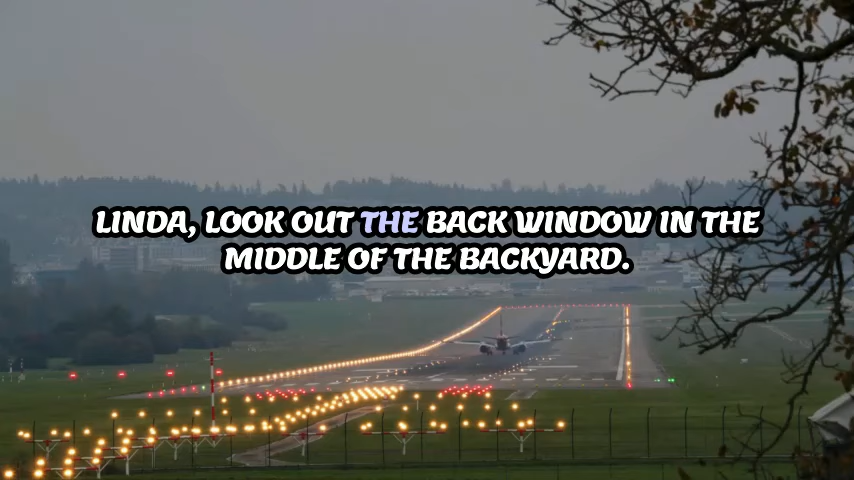 LINDA, LOOK OUT THE BACK WINDOW IN THE
MIDDLE OF THE BACKYARD.